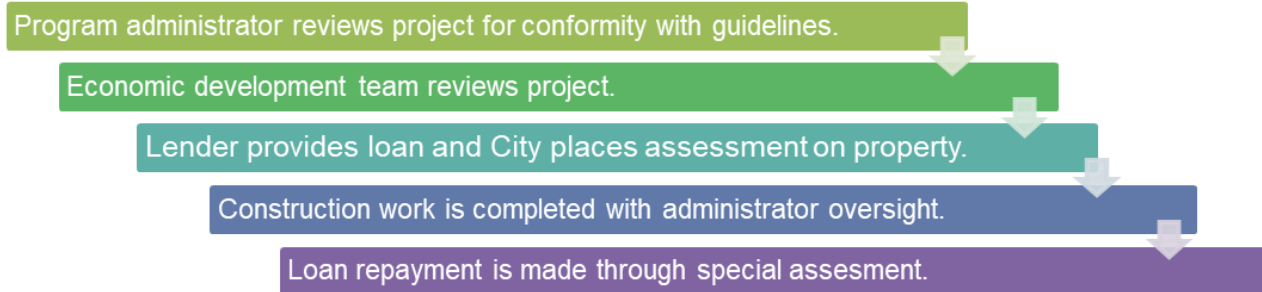 Program administrator reviews project for conformity with guidelines.
Economic development team reviews project.
Lender provides loan and City places assessment on property.
Construction work is completed with administrator oversight.
Loan repayment is made through special assesment.